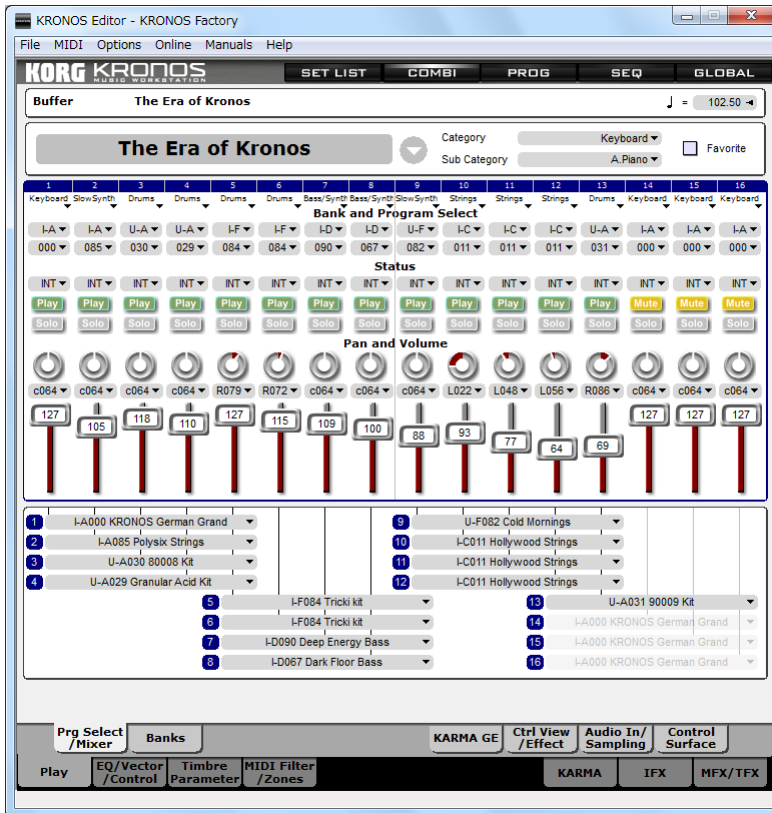 KRONOS Editor - KRONOS Factory
File MIDI Options Online Manuals Help
KORG KRONOS MUSIC WORKSTATION SET LIST COMBI PROG SEQ GLOBAL
Buffer The Era of Kronos ♩ = 102.50
The Era of Kronos
Category Keyboard
Sub Category A.Piano
Favorite
1 2 3 4 5 6 7 8 9 10 11 12 13 14 15 16
Keyboard SlowSynth Drums Drums Drums Drums Bass/Synth Bass/Synth SlowSynth Strings Strings Strings Drums Keyboard Keyboard Keyboard
Bank and Program Select
I-A I-A U-A U-A I-F I-F I-D I-D U-F I-C I-C I-C U-A I-A I-A I-A
000 085 030 029 084 084 090 067 082 011 011 011 031 000 000 000
Status
INT INT INT INT INT INT INT INT INT INT INT INT INT INT INT INT
Play Play Play Play Play Play Play Play Play Play Play Play Play Mute Mute Mute
Solo Solo Solo Solo Solo Solo Solo Solo Solo Solo Solo Solo Solo Solo Solo Solo
Pan and Volume
c064 c064 c064 c064 R079 R072 c064 c064 c064 L022 L048 L056 R086 c064 c064 c064
127 105 118 110 127 115 109 100 88 93 77 64 69 127 127 127
1 I-A000 KRONOS German Grand
2 I-A085 Polysix Strings
3 U-A030 80008 Kit
4 U-A029 Granular Acid Kit
5 I-F084 Tricki kit
6 I-F084 Tricki kit
7 I-D090 Deep Energy Bass
8 I-D067 Dark Floor Bass
9 U-F082 Cold Mornings
10 I-C011 Hollywood Strings
11 I-C011 Hollywood Strings
12 I-C011 Hollywood Strings
13 U-A031 90009 Kit
14 I-A000 KRONOS German Grand
15 I-A000 KRONOS German Grand
16 I-A000 KRONOS German Grand
Prg Select /Mixer Banks KARMA GE Ctrl View /Effect Audio In/ Sampling Control Surface
Play EQ/Vector /Control Timbre Parameter MIDI Filter /Zones KARMA IFX MFX/TFX